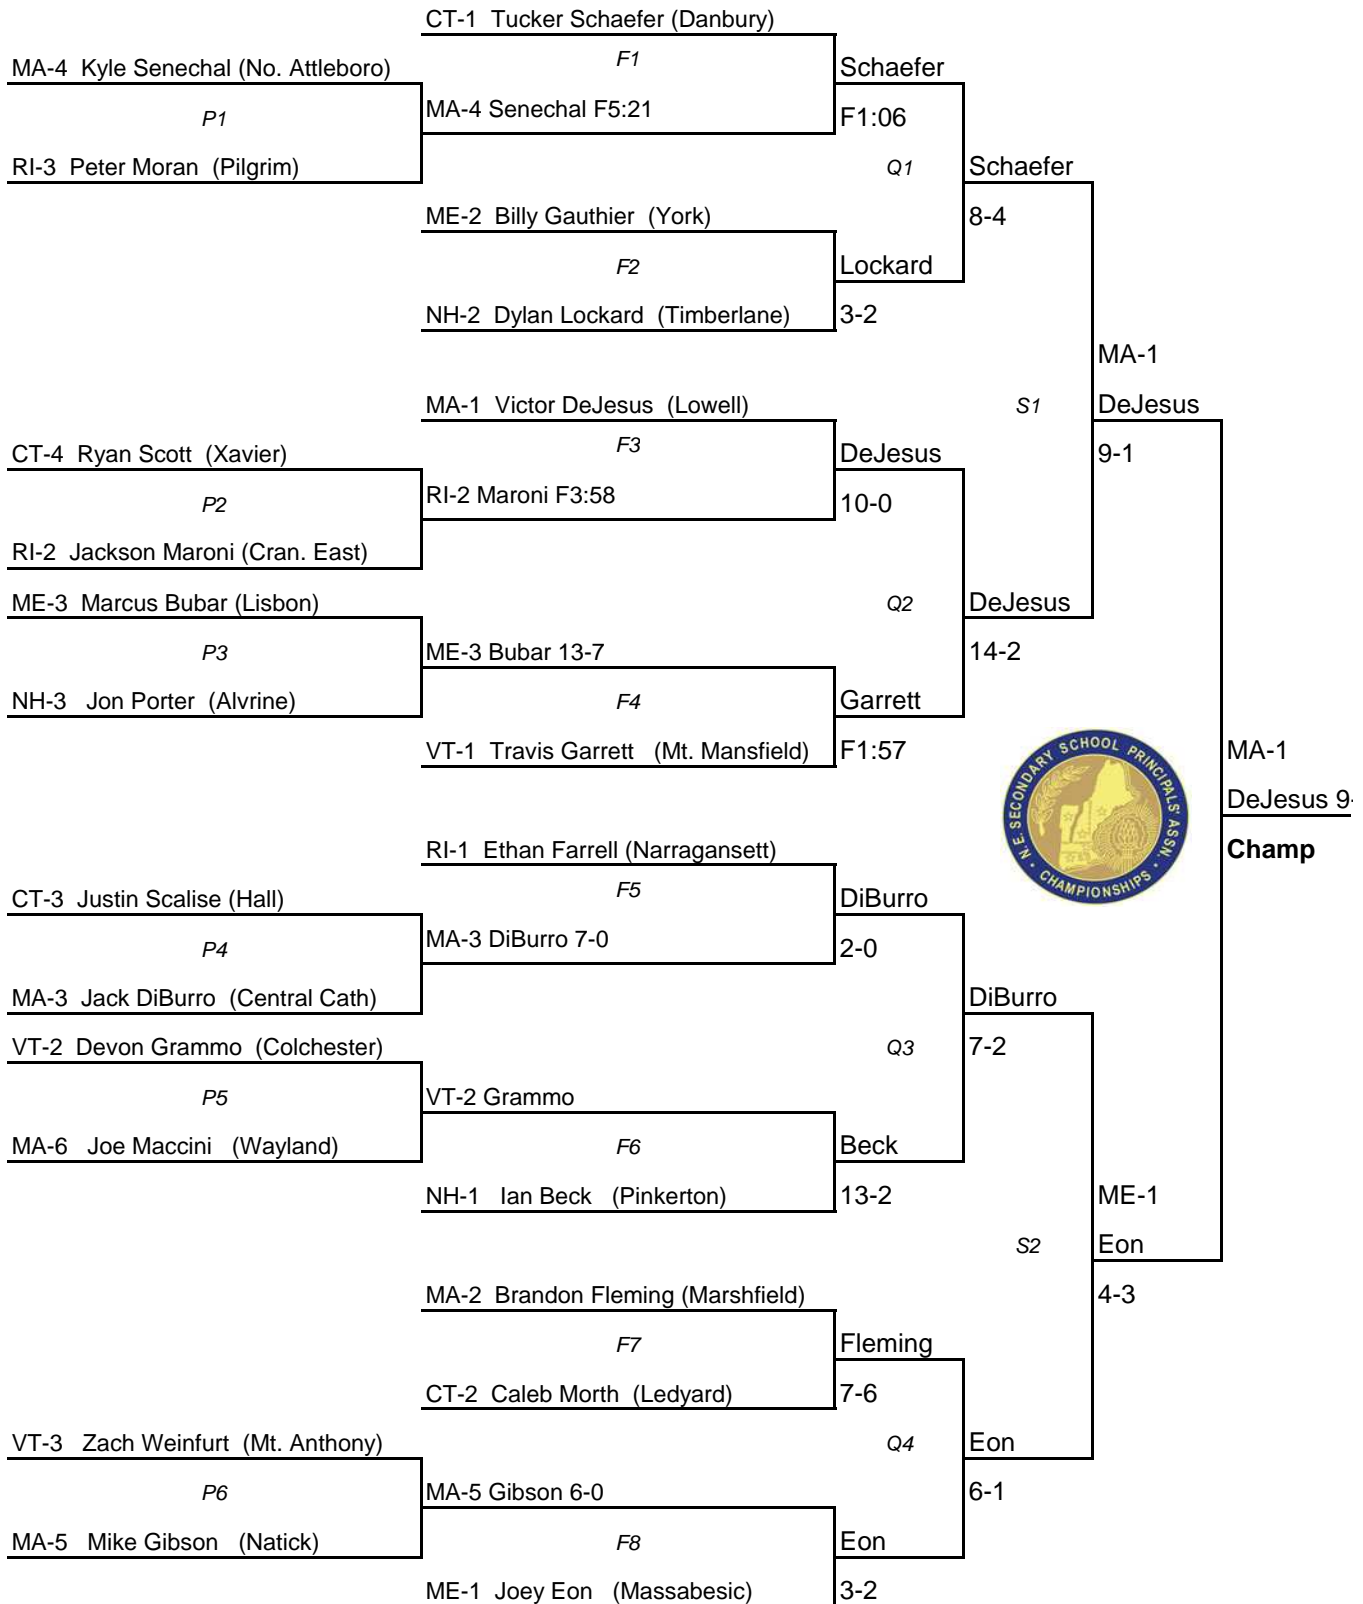 CT-1 Tucker Schaefer (Danbury)
F1
MA-4 Kyle Senechal (No. Attleboro)
Schaefer
P1
MA-4 Senechal F5:21
F1:06
RI-3 Peter Moran (Pilgrim)
Q1
Schaefer
ME-2 Billy Gauthier (York)
8-4
F2
Lockard
NH-2 Dylan Lockard (Timberlane)
3-2
MA-1
MA-1 Victor DeJesus (Lowell)
S1
DeJesus
F3
CT-4 Ryan Scott (Xavier)
DeJesus
9-1
P2
RI-2 Maroni F3:58
10-0
RI-2 Jackson Maroni (Cran. East)
ME-3 Marcus Bubar (Lisbon)
Q2
DeJesus
P3
ME-3 Bubar 13-7
14-2
NH-3 Jon Porter (Alvrine)
F4
Garrett
VT-1 Travis Garrett (Mt. Mansfield)
F1:57
N.E. SECONDARY SCHOOL PRINCIPALS' ASSN.
CHAMPIONSHIPS
MA-1
DeJesus 9-
Champ
RI-1 Ethan Farrell (Narragansett)
F5
CT-3 Justin Scalise (Hall)
DiBurro
P4
MA-3 DiBurro 7-0
2-0
MA-3 Jack DiBurro (Central Cath)
DiBurro
VT-2 Devon Grammo (Colchester)
Q3
7-2
P5
VT-2 Grammo
MA-6 Joe Maccini (Wayland)
F6
Beck
NH-1 Ian Beck (Pinkerton)
13-2
ME-1
S2
Eon
MA-2 Brandon Fleming (Marshfield)
4-3
F7
Fleming
CT-2 Caleb Morth (Ledyard)
7-6
VT-3 Zach Weinfurt (Mt. Anthony)
Q4
Eon
P6
MA-5 Gibson 6-0
6-1
MA-5 Mike Gibson (Natick)
F8
Eon
ME-1 Joey Eon (Massabesic)
3-2